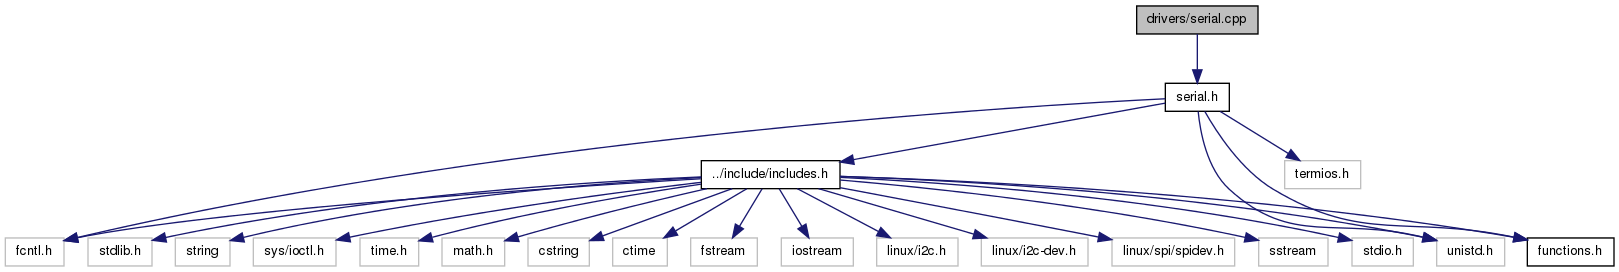 drivers/serial.cpp
serial.h
../include/includes.h
termios.h
fcntl.h
stdlib.h
string
sys/ioctl.h
time.h
math.h
cstring
ctime
fstream
iostream
linux/i2c.h
linux/i2c-dev.h
linux/spi/spidev.h
sstream
stdio.h
unistd.h
functions.h